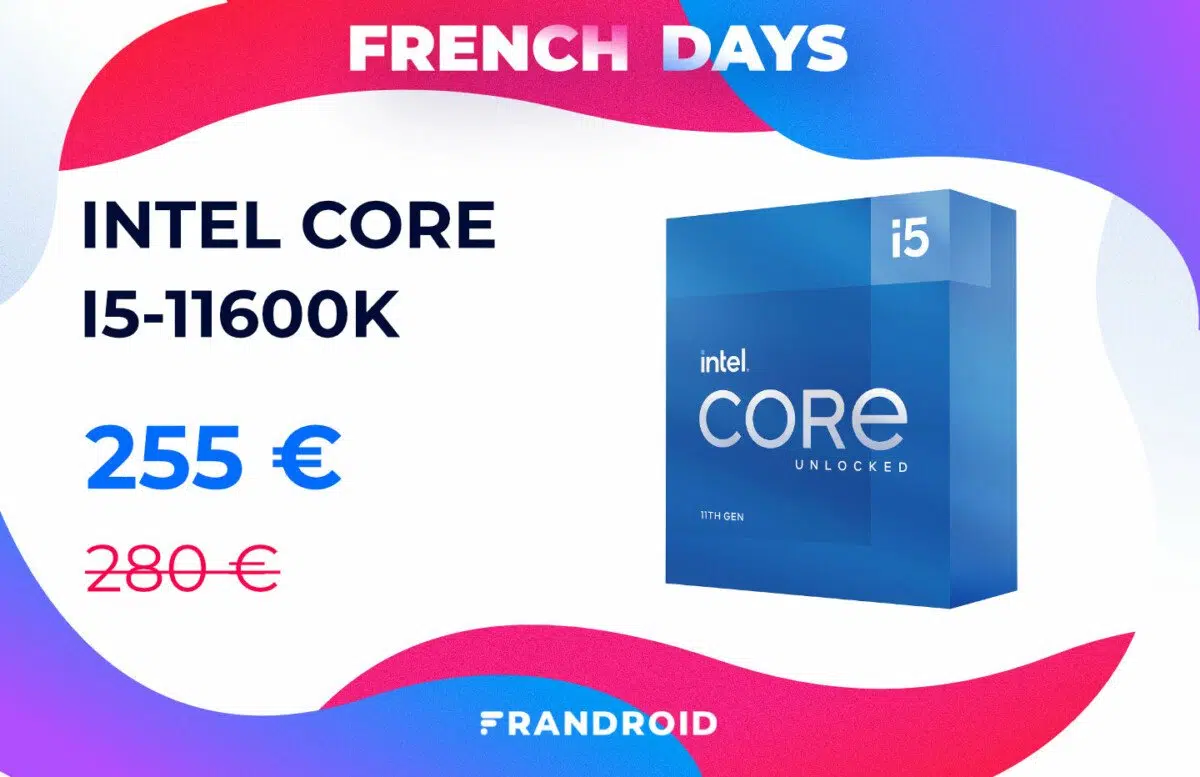 FRENCH DAYS
INTEL CORE
I5-11600K
255 €
280 €
i5
intel.
CORe
UNLOCKED
11TH GEN
FRANDROID